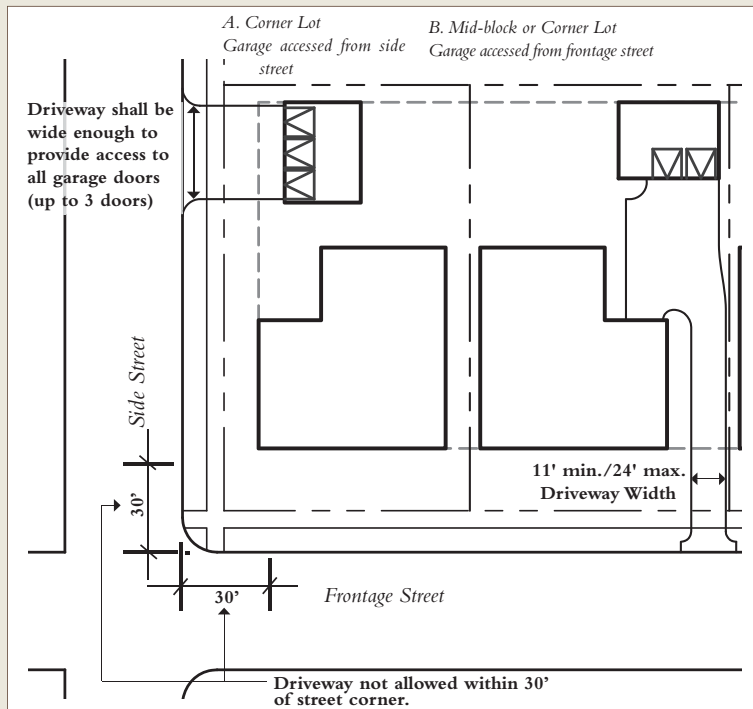 A. Corner Lot
Garage accessed from side
street
B. Mid-block or Corner Lot
Garage accessed from frontage street
Driveway shall be
wide enough to
provide access to
all garage doors
(up to 3 doors)
Side Street
30'
11' min./24' max.
Driveway Width
30'
Frontage Street
Driveway not allowed within 30'
of street corner.